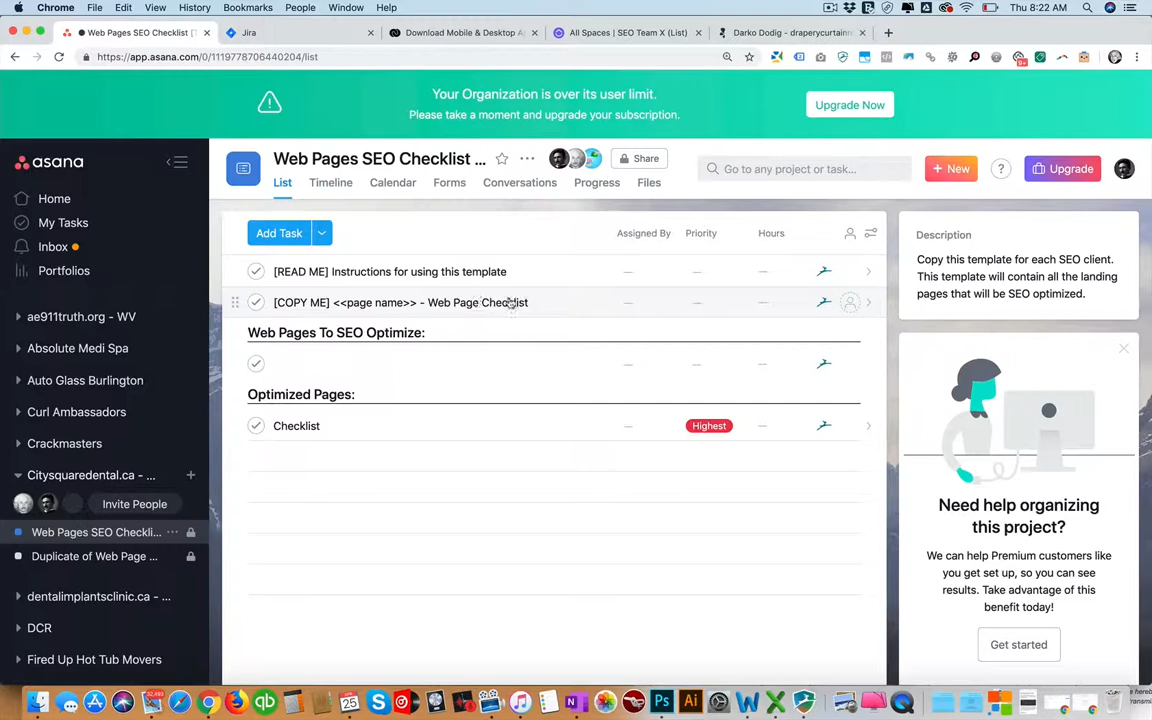 Chrome File Edit View History Bookmarks People Window Help Thu 8:22 AM
Web Pages SEO Checklist [T Jira Download Mobile & Desktop A All Spaces | SEO Team X (List) Darko Dodig - draperycurtain
https://app.asana.com/0/1119778706440204/list
9+
Your Organization is over its user limit.
Please take a moment and upgrade your subscription.
Upgrade Now
asana
Home
My Tasks
Inbox
Portfolios
ae911truth.org - WV
Absolute Medi Spa
Auto Glass Burlington
Curl Ambassadors
Crackmasters
Citysquaredental.ca - ...
Invite People
Web Pages SEO Checkli... ...
Duplicate of Web Page ...
dentalimplantsclinic.ca - ...
DCR
Fired Up Hot Tub Movers
Web Pages SEO Checklist ...
Share
List Timeline Calendar Forms Conversations Progress Files
Go to any project or task...
+ New
?
Upgrade
Add Task
Assigned By Priority Hours
[READ ME] Instructions for using this template
[COPY ME] <<page name>> - Web Page Checklist
Web Pages To SEO Optimize:
Optimized Pages:
Checklist Highest
Description
Copy this template for each SEO client.
This template will contain all the landing
pages that will be SEO optimized.
Need help organizing
this project?
We can help Premium customers like
you get set up, so you can see
results. Take advantage of this
benefit today!
Get started
32,493
25
qb
Ps
Ai